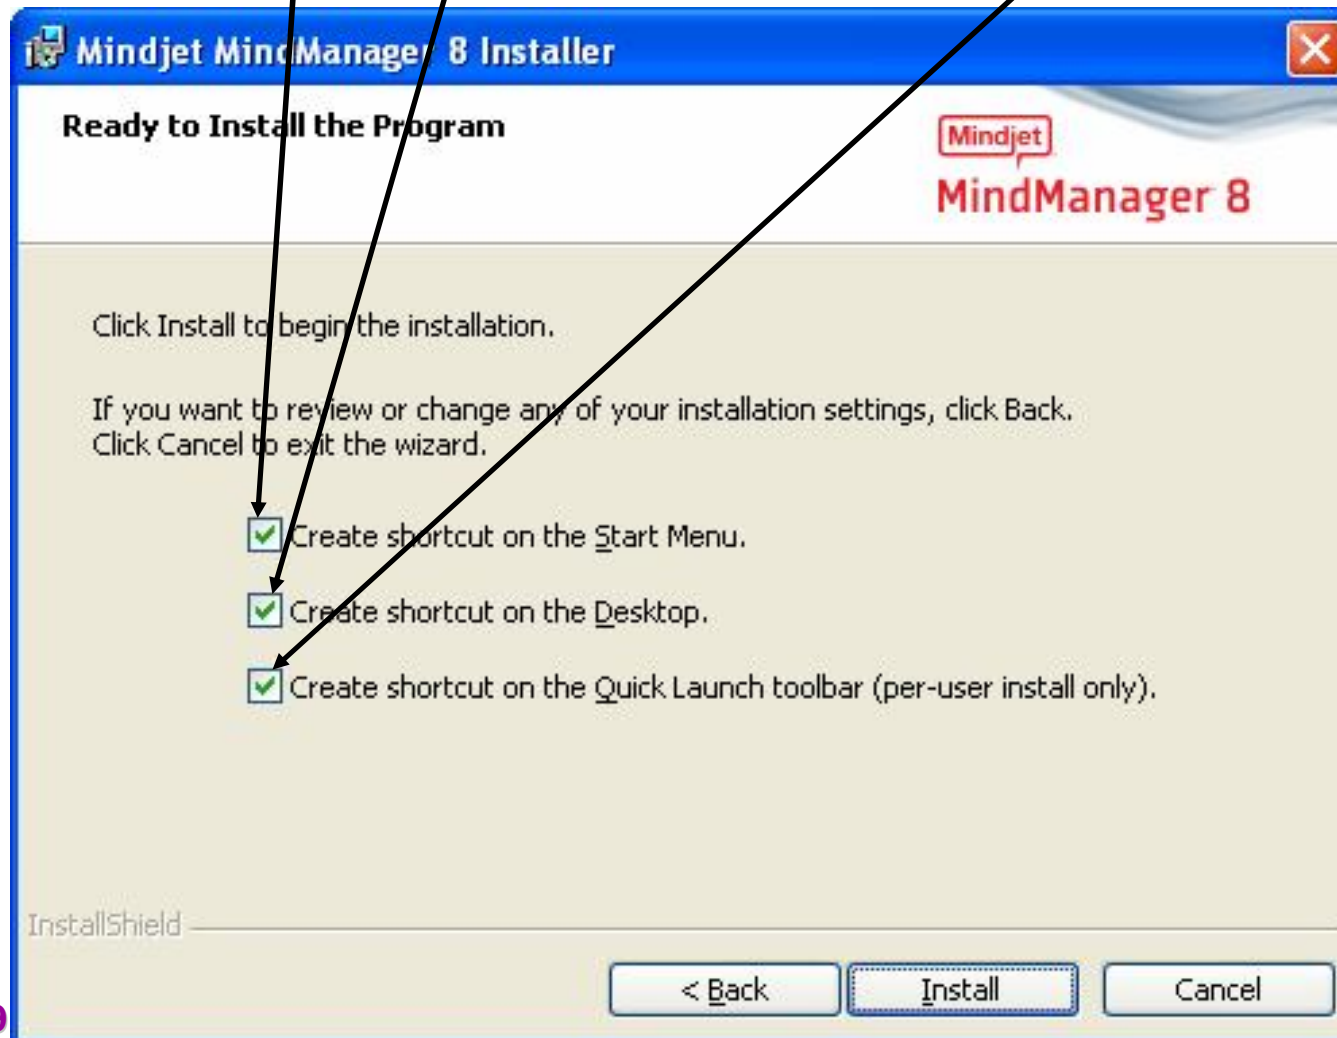 Mindjet MindManager 8 Installer
Ready to Install the Program
Mindjet
MindManager 8
Click Install to begin the installation.
If you want to review or change any of your installation settings, click Back.
Click Cancel to exit the wizard.
Create shortcut on the Start Menu.
Create shortcut on the Desktop.
Create shortcut on the Quick Launch toolbar (per-user install only).
InstallShield
< Back
Install
Cancel